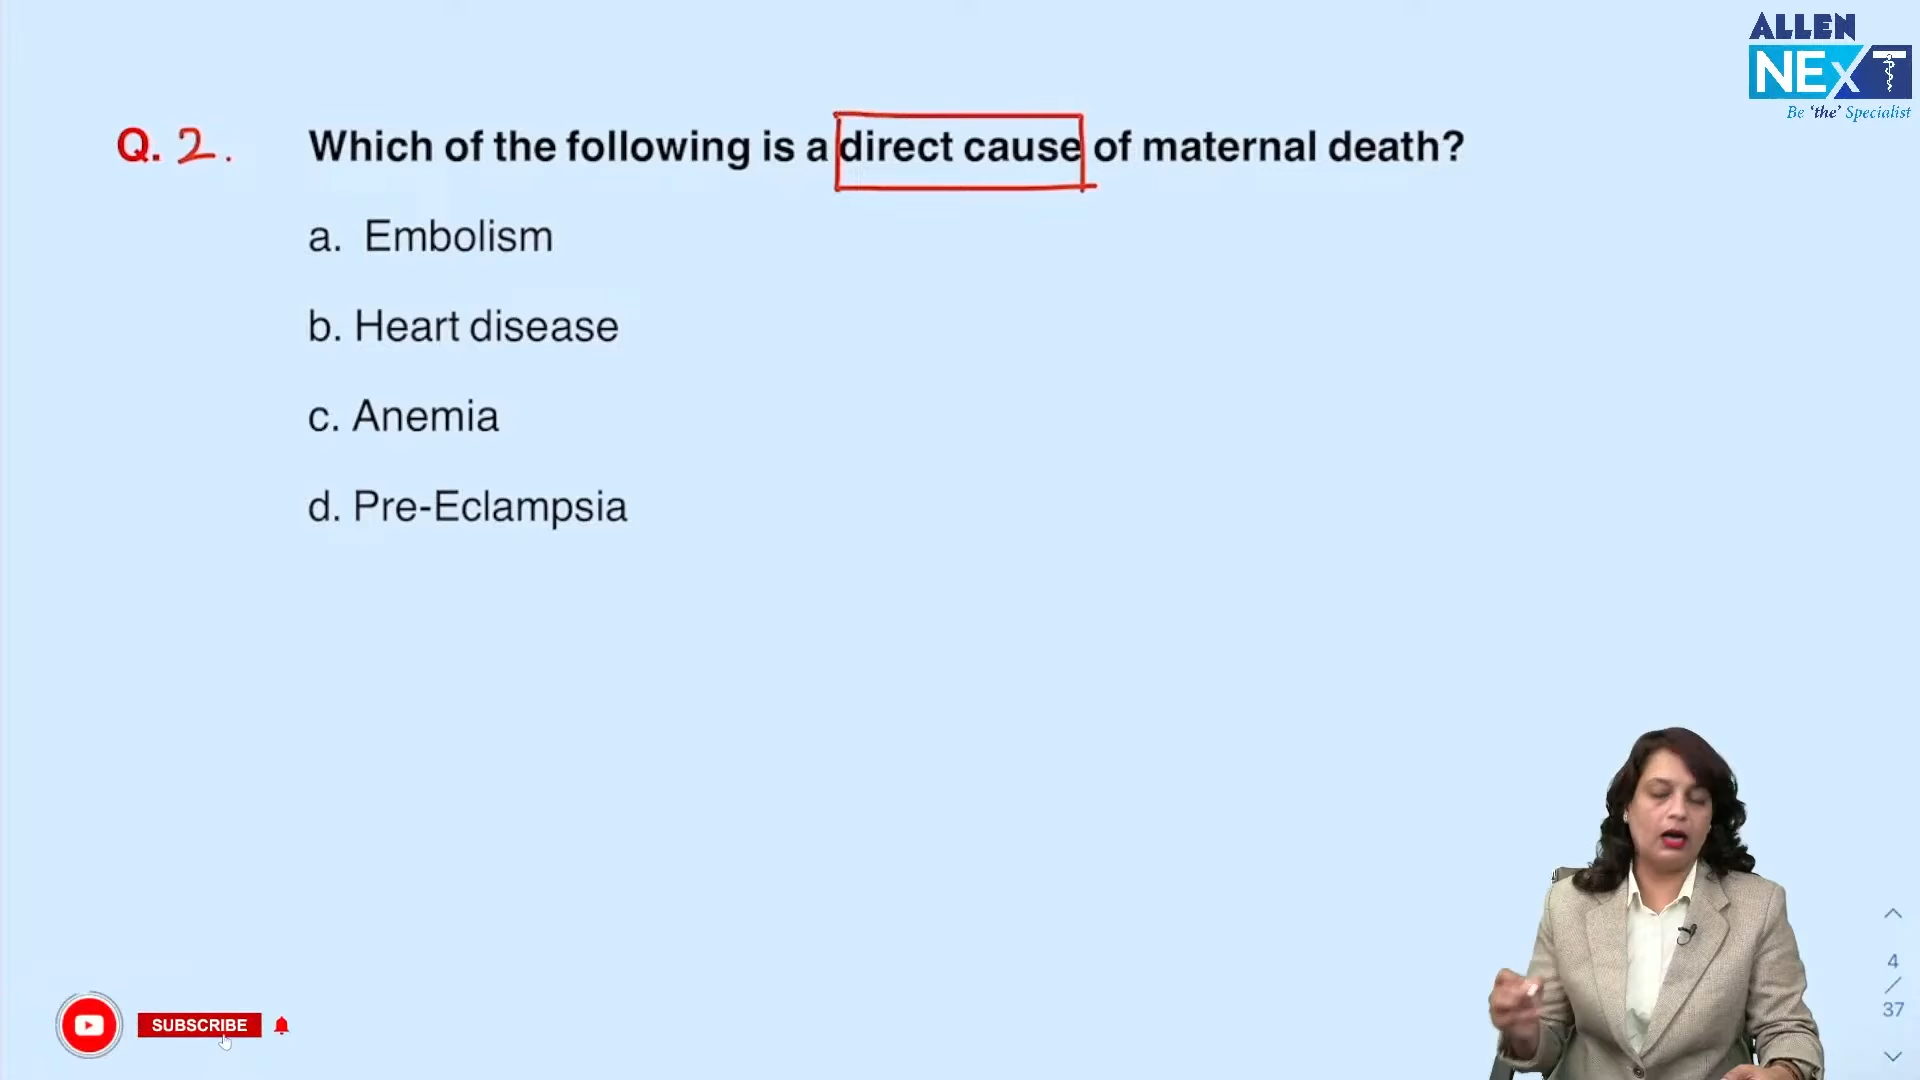 ALLEN
NEXT
Be 'the' Specialist
Q. 2. Which of the following is a direct cause of maternal death?
a. Embolism
b. Heart disease
c. Anemia
d. Pre-Eclampsia
4
/
37
SUBSCRIBE